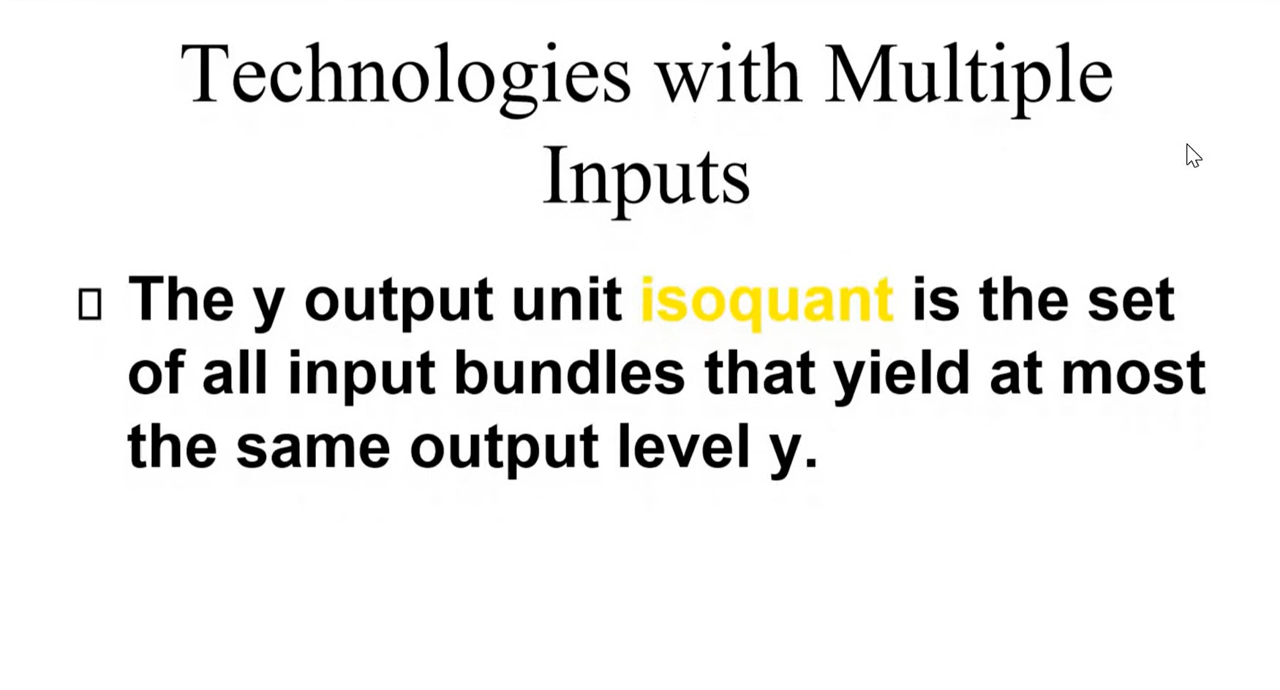 Technologies with Multiple
Inputs
The y output unit isoquant is the set
of all input bundles that yield at most
the same output level y.